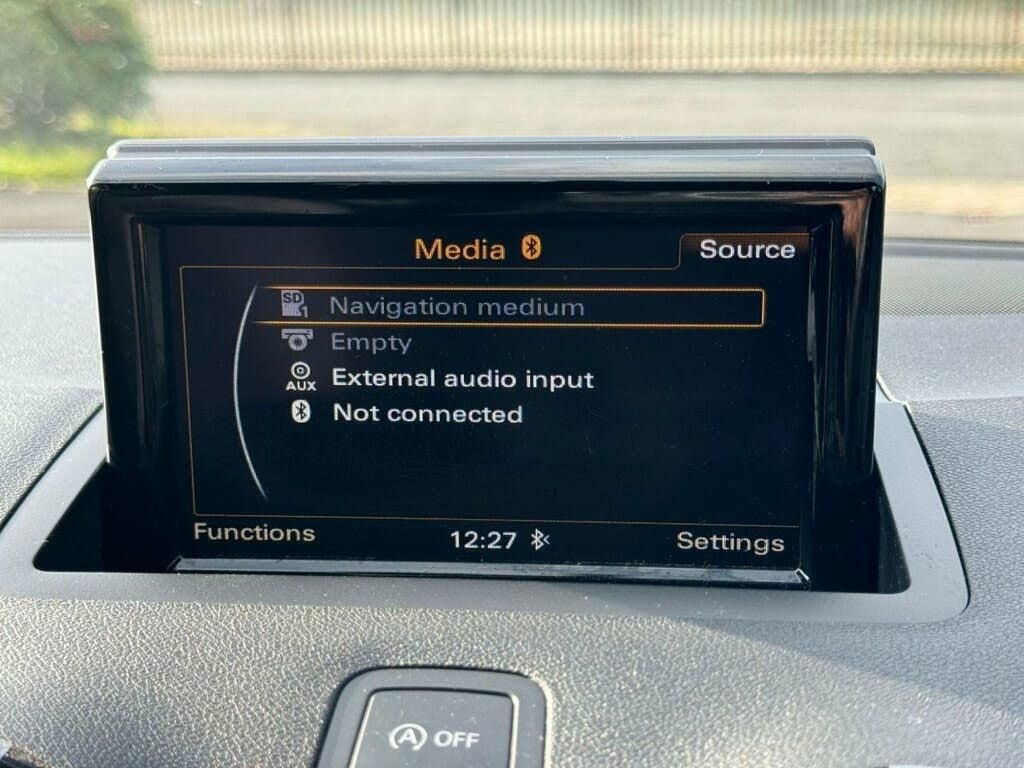 Media
Source
SD 1 Navigation medium
Empty
AUX External audio input
Not connected
Functions
12:27
Settings
A OFF